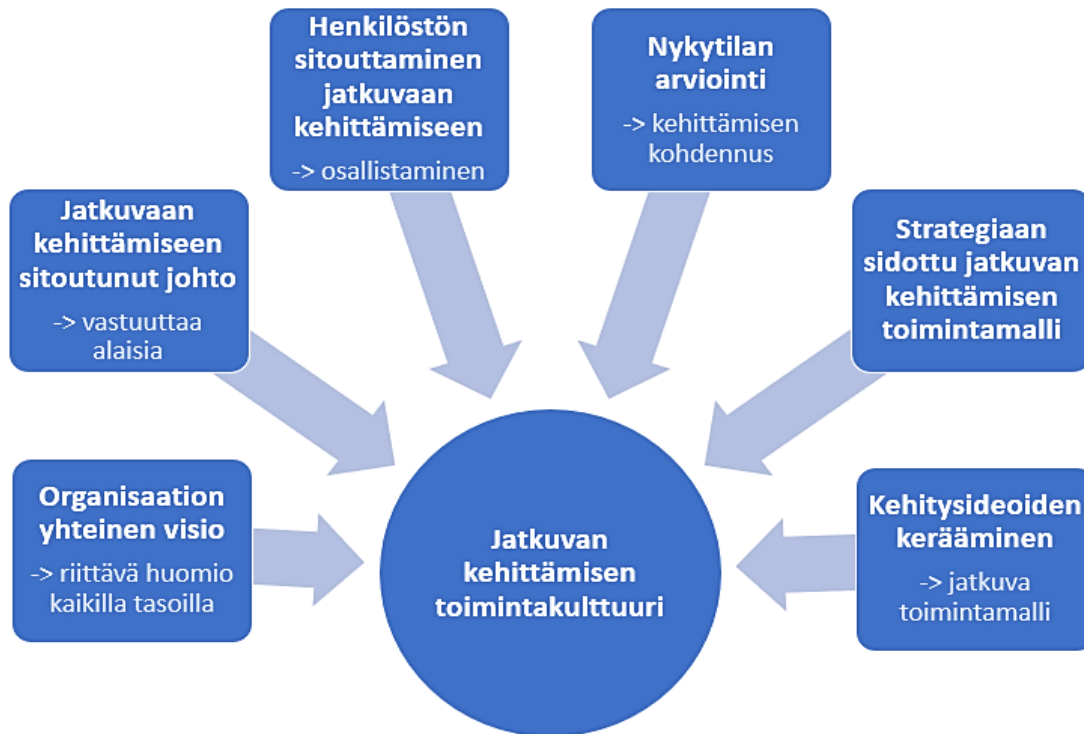 Henkilöstön
sitouttaminen
jatkuvaan
kehittämiseen
-> osallistaminen
Nykytilan
arviointi
-> kehittämisen
kohdennus
Jatkuvaan
kehittämiseen
sitoutunut johto
-> vastuuttaa
alaisia
Strategiaan
sidottu jatkuvan
kehittämisen
toimintamalli
Organisaation
yhteinen visio
-> riittävä huomio
kaikilla tasoilla
Jatkuvan
kehittämisen
toimintakulttuuri
Kehitysideoiden
kerääminen
-> jatkuva
toimintamalli